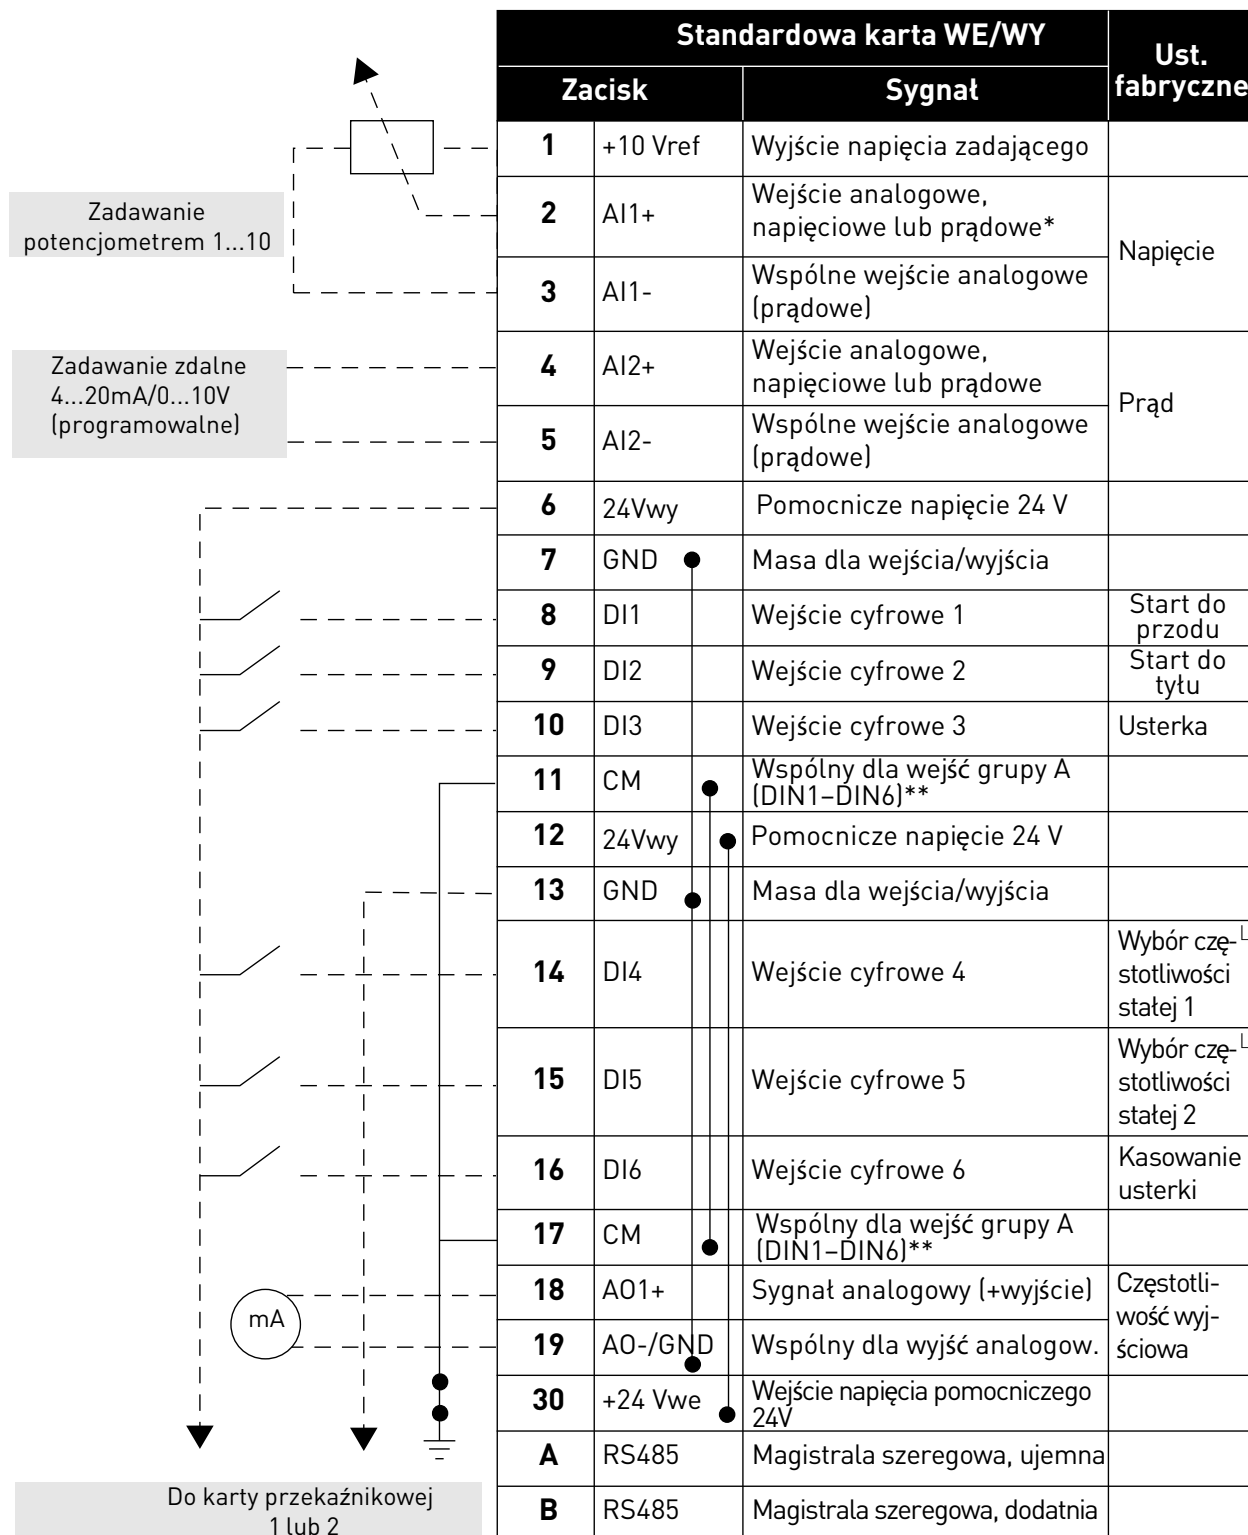 Standardowa karta WE/WY
Ust. fabryczne
Zacisk Sygnał
1 +10 Vref Wyjście napięcia zadającego
Zadawanie
potencjometrem 1...10
2 AI1+ Wejście analogowe,
napięciowe lub prądowe*
Napięcie
3 AI1- Wspólne wejście analogowe
(prądowe)
Zadawanie zdalne
4...20mA/0...10V
(programowalne)
4 AI2+ Wejście analogowe,
napięciowe lub prądowe
Prąd
5 AI2- Wspólne wejście analogowe
(prądowe)
6 24Vwy Pomocnicze napięcie 24 V
7 GND Masa dla wejścia/wyjścia
8 DI1 Wejście cyfrowe 1
Start do
przodu
9 DI2 Wejście cyfrowe 2
Start do
tyłu
10 DI3 Wejście cyfrowe 3 Usterka
11 CM Wspólny dla wejść grupy A
(DIN1–DIN6)**
12 24Vwy Pomocnicze napięcie 24 V
13 GND Masa dla wejścia/wyjścia
14 DI4 Wejście cyfrowe 4
Wybór czę-
stotliwości
stałej 1
15 DI5 Wejście cyfrowe 5
Wybór czę-
stotliwości
stałej 2
16 DI6 Wejście cyfrowe 6
Kasowanie
usterki
17 CM Wspólny dla wejść grupy A
(DIN1–DIN6)**
mA
18 AO1+ Sygnał analogowy (+wyjście)
Częstotli-
wość wyj-
ściowa
19 AO-/GND Wspólny dla wyjść analogow.
30 +24 Vwe Wejście napięcia pomocniczego
24V
A RS485 Magistrala szeregowa, ujemna
B RS485 Magistrala szeregowa, dodatnia
Do karty przekaźnikowej
1 lub 2